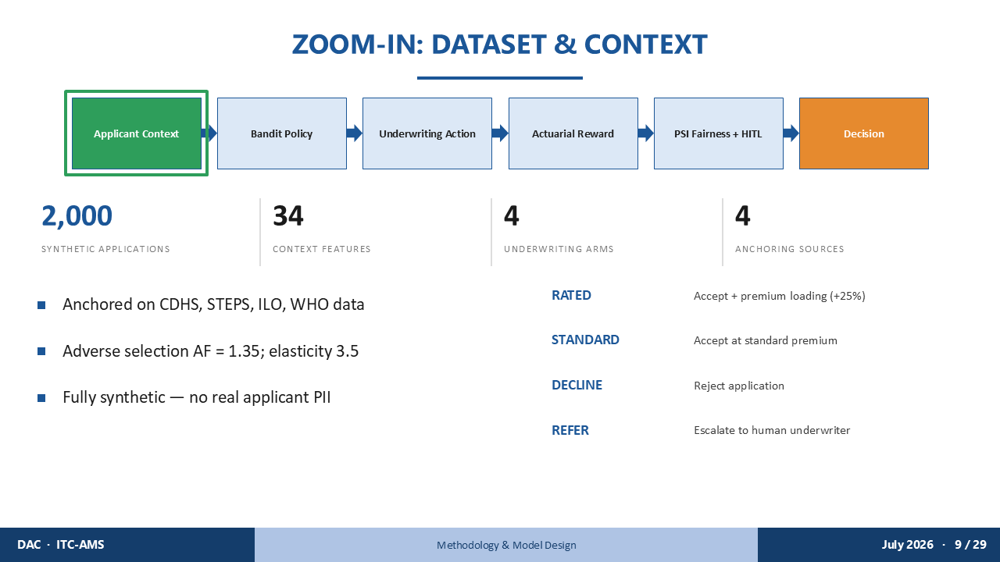 ZOOM-IN: DATASET & CONTEXT
Applicant Context
Bandit Policy
Underwriting Action
Actuarial Reward
PSI Fairness + HITL
Decision
2,000
SYNTHETIC APPLICATIONS
34
CONTEXT FEATURES
4
UNDERWRITING ARMS
4
ANCHORING SOURCES
Anchored on CDHS, STEPS, ILO, WHO data
Adverse selection AF = 1.35; elasticity 3.5
Fully synthetic — no real applicant PII
RATED
Accept + premium loading (+25%)
STANDARD
Accept at standard premium
DECLINE
Reject application
REFER
Escalate to human underwriter
DAC · ITC-AMS
Methodology & Model Design
July 2026 · 9 / 29